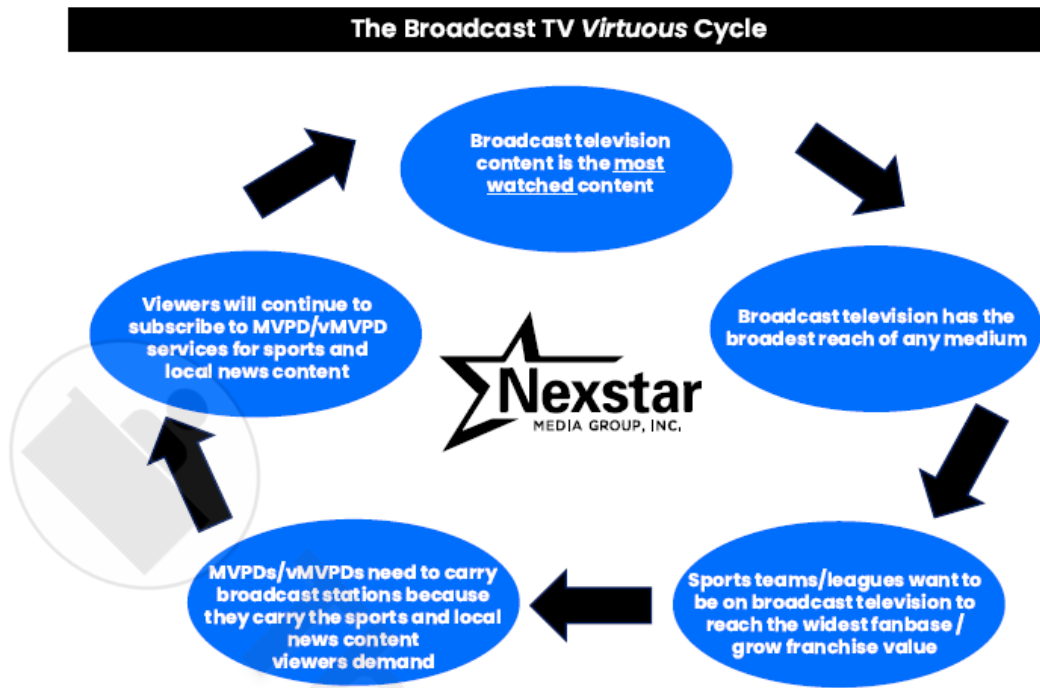 The Broadcast TV Virtuous Cycle
Broadcast television
content is the most
watched content
Broadcast television has the
broadest reach of any medium
Sports teams/leagues want to
be on broadcast television to
reach the widest fanbase /
grow franchise value
MVPDs/vMVPDs need to carry
broadcast stations because
they carry the sports and local
news content
viewers demand
Viewers will continue to
subscribe to MVPD/vMVPD
services for sports and
local news content
Nexstar
MEDIA GROUP, INC.